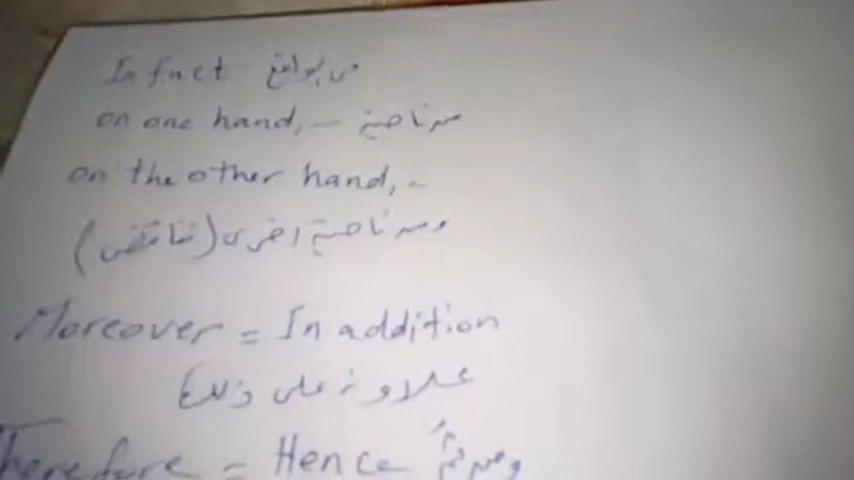 In fact في الواقع
on one hand, – من ناحية
on the other hand, –
ومن ناحية اخرى (تناقض)
Moreover = In addition
علاوة على ذلك
Therefore = Hence ومن ثمَّ